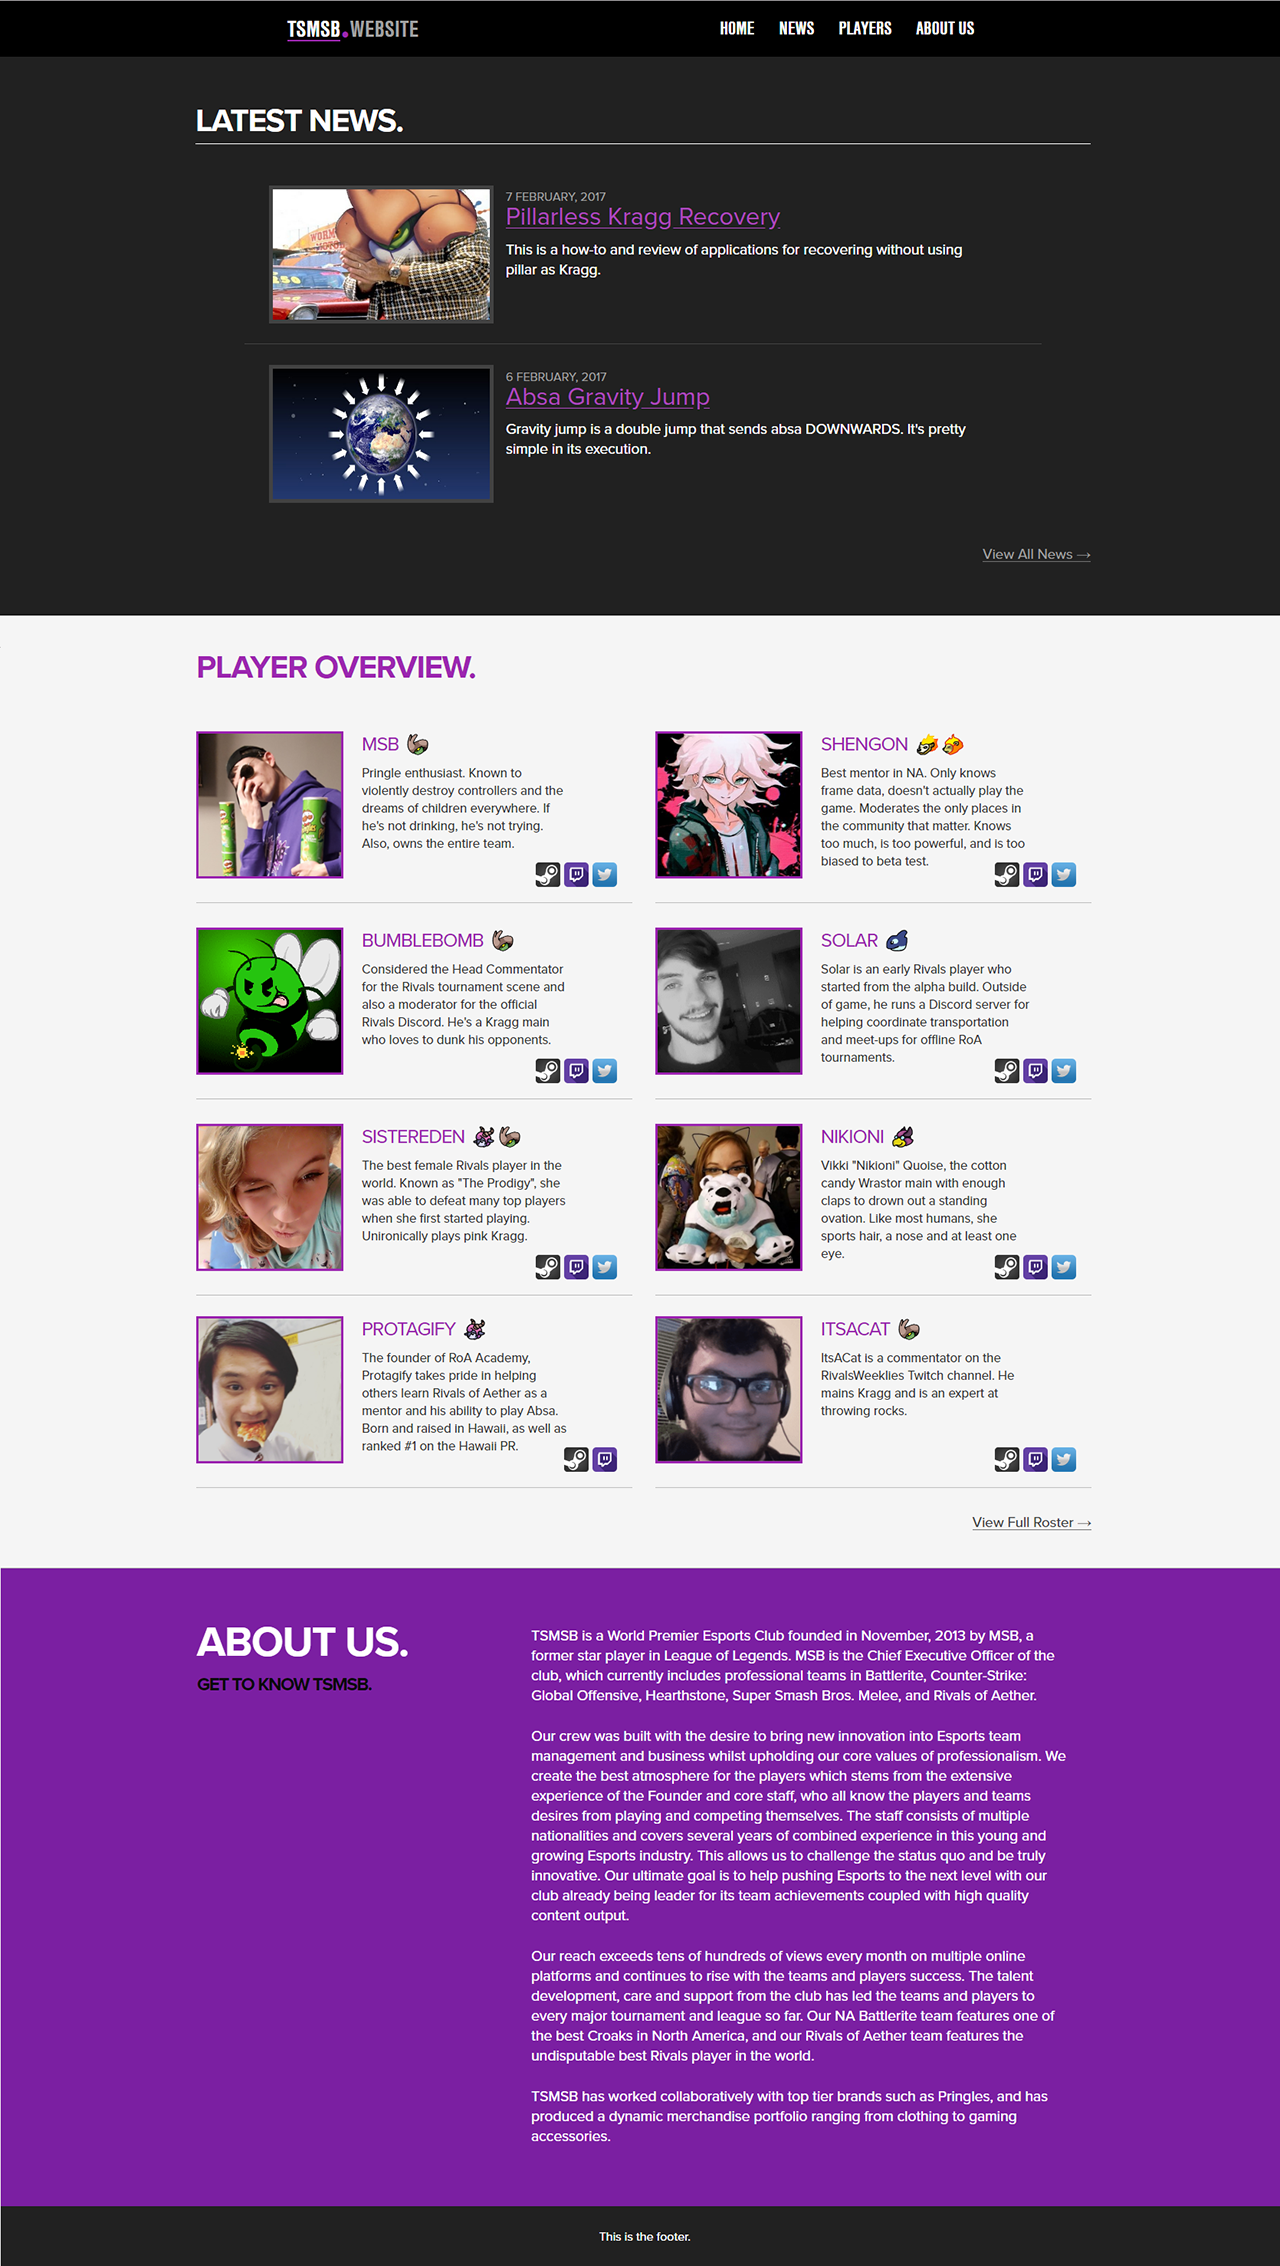 TSMSB.WEBSITE
HOME NEWS PLAYERS ABOUT US
LATEST NEWS.
7 FEBRUARY, 2017
Pillarless Kragg Recovery
This is a how-to and review of applications for recovering without using
pillar as Kragg.
6 FEBRUARY, 2017
Absa Gravity Jump
Gravity jump is a double jump that sends absa DOWNWARDS. It's pretty
simple in its execution.
View All News →
PLAYER OVERVIEW.
MSB
Pringle enthusiast. Known to
violently destroy controllers and the
dreams of children everywhere. If
he's not drinking, he's not trying.
Also, owns the entire team.
SHENGON
Best mentor in NA. Only knows
frame data, doesn't actually play the
game. Moderates the only places in
the community that matter. Knows
too much, is too powerful, and is too
biased to beta test.
BUMBLEBOMB
Considered the Head Commentator
for the Rivals tournament scene and
also a moderator for the official
Rivals Discord. He's a Kragg main
who loves to dunk his opponents.
SOLAR
Solar is an early Rivals player who
started from the alpha build. Outside
of game, he runs a Discord server for
helping coordinate transportation
and meet-ups for offline RoA
tournaments.
SISTEREDEN
The best female Rivals player in the
world. Known as "The Prodigy", she
was able to defeat many top players
when she first started playing.
Unironically plays pink Kragg.
NIKIONI
Vikki "Nikioni" Quoise, the cotton
candy Wrastor main with enough
claps to drown out a standing
ovation. Like most humans, she
sports hair, a nose and at least one
eye.
PROTAGIFY
The founder of RoA Academy,
Protagify takes pride in helping
others learn Rivals of Aether as a
mentor and his ability to play Absa.
Born and raised in Hawaii, as well as
ranked #1 on the Hawaii PR.
ITSACAT
ItsACat is a commentator on the
RivalsWeeklies Twitch channel. He
mains Kragg and is an expert at
throwing rocks.
View Full Roster →
ABOUT US.
GET TO KNOW TSMSB.
TSMSB is a World Premier Esports Club founded in November, 2013 by MSB, a
former star player in League of Legends. MSB is the Chief Executive Officer of the
club, which currently includes professional teams in Battlerite, Counter-Strike:
Global Offensive, Hearthstone, Super Smash Bros. Melee, and Rivals of Aether.
Our crew was built with the desire to bring new innovation into Esports team
management and business whilst upholding our core values of professionalism. We
create the best atmosphere for the players which stems from the extensive
experience of the Founder and core staff, who all know the players and teams
desires from playing and competing themselves. The staff consists of multiple
nationalities and covers several years of combined experience in this young and
growing Esports industry. This allows us to challenge the status quo and be truly
innovative. Our ultimate goal is to help pushing Esports to the next level with our
club already being leader for its team achievements coupled with high quality
content output.
Our reach exceeds tens of hundreds of views every month on multiple online
platforms and continues to rise with the teams and players success. The talent
development, care and support from the club has led the teams and players to
every major tournament and league so far. Our NA Battlerite team features one of
the best Croaks in North America, and our Rivals of Aether team features the
undisputable best Rivals player in the world.
TSMSB has worked collaboratively with top tier brands such as Pringles, and has
produced a dynamic merchandise portfolio ranging from clothing to gaming
accessories.
This is the footer.